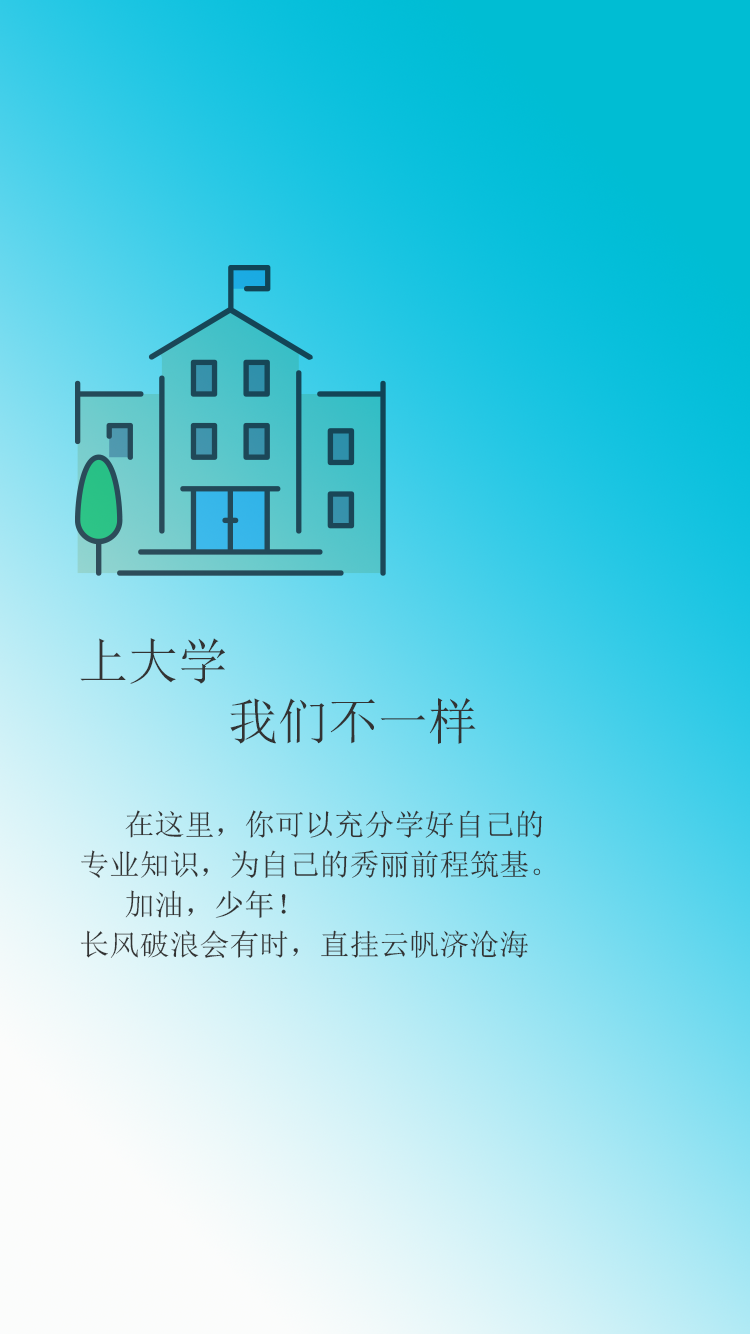 上大学
我们不一样
在这里，你可以充分学好自己的
专业知识，为自己的秀丽前程筑基。
加油，少年！
长风破浪会有时，直挂云帆济沧海